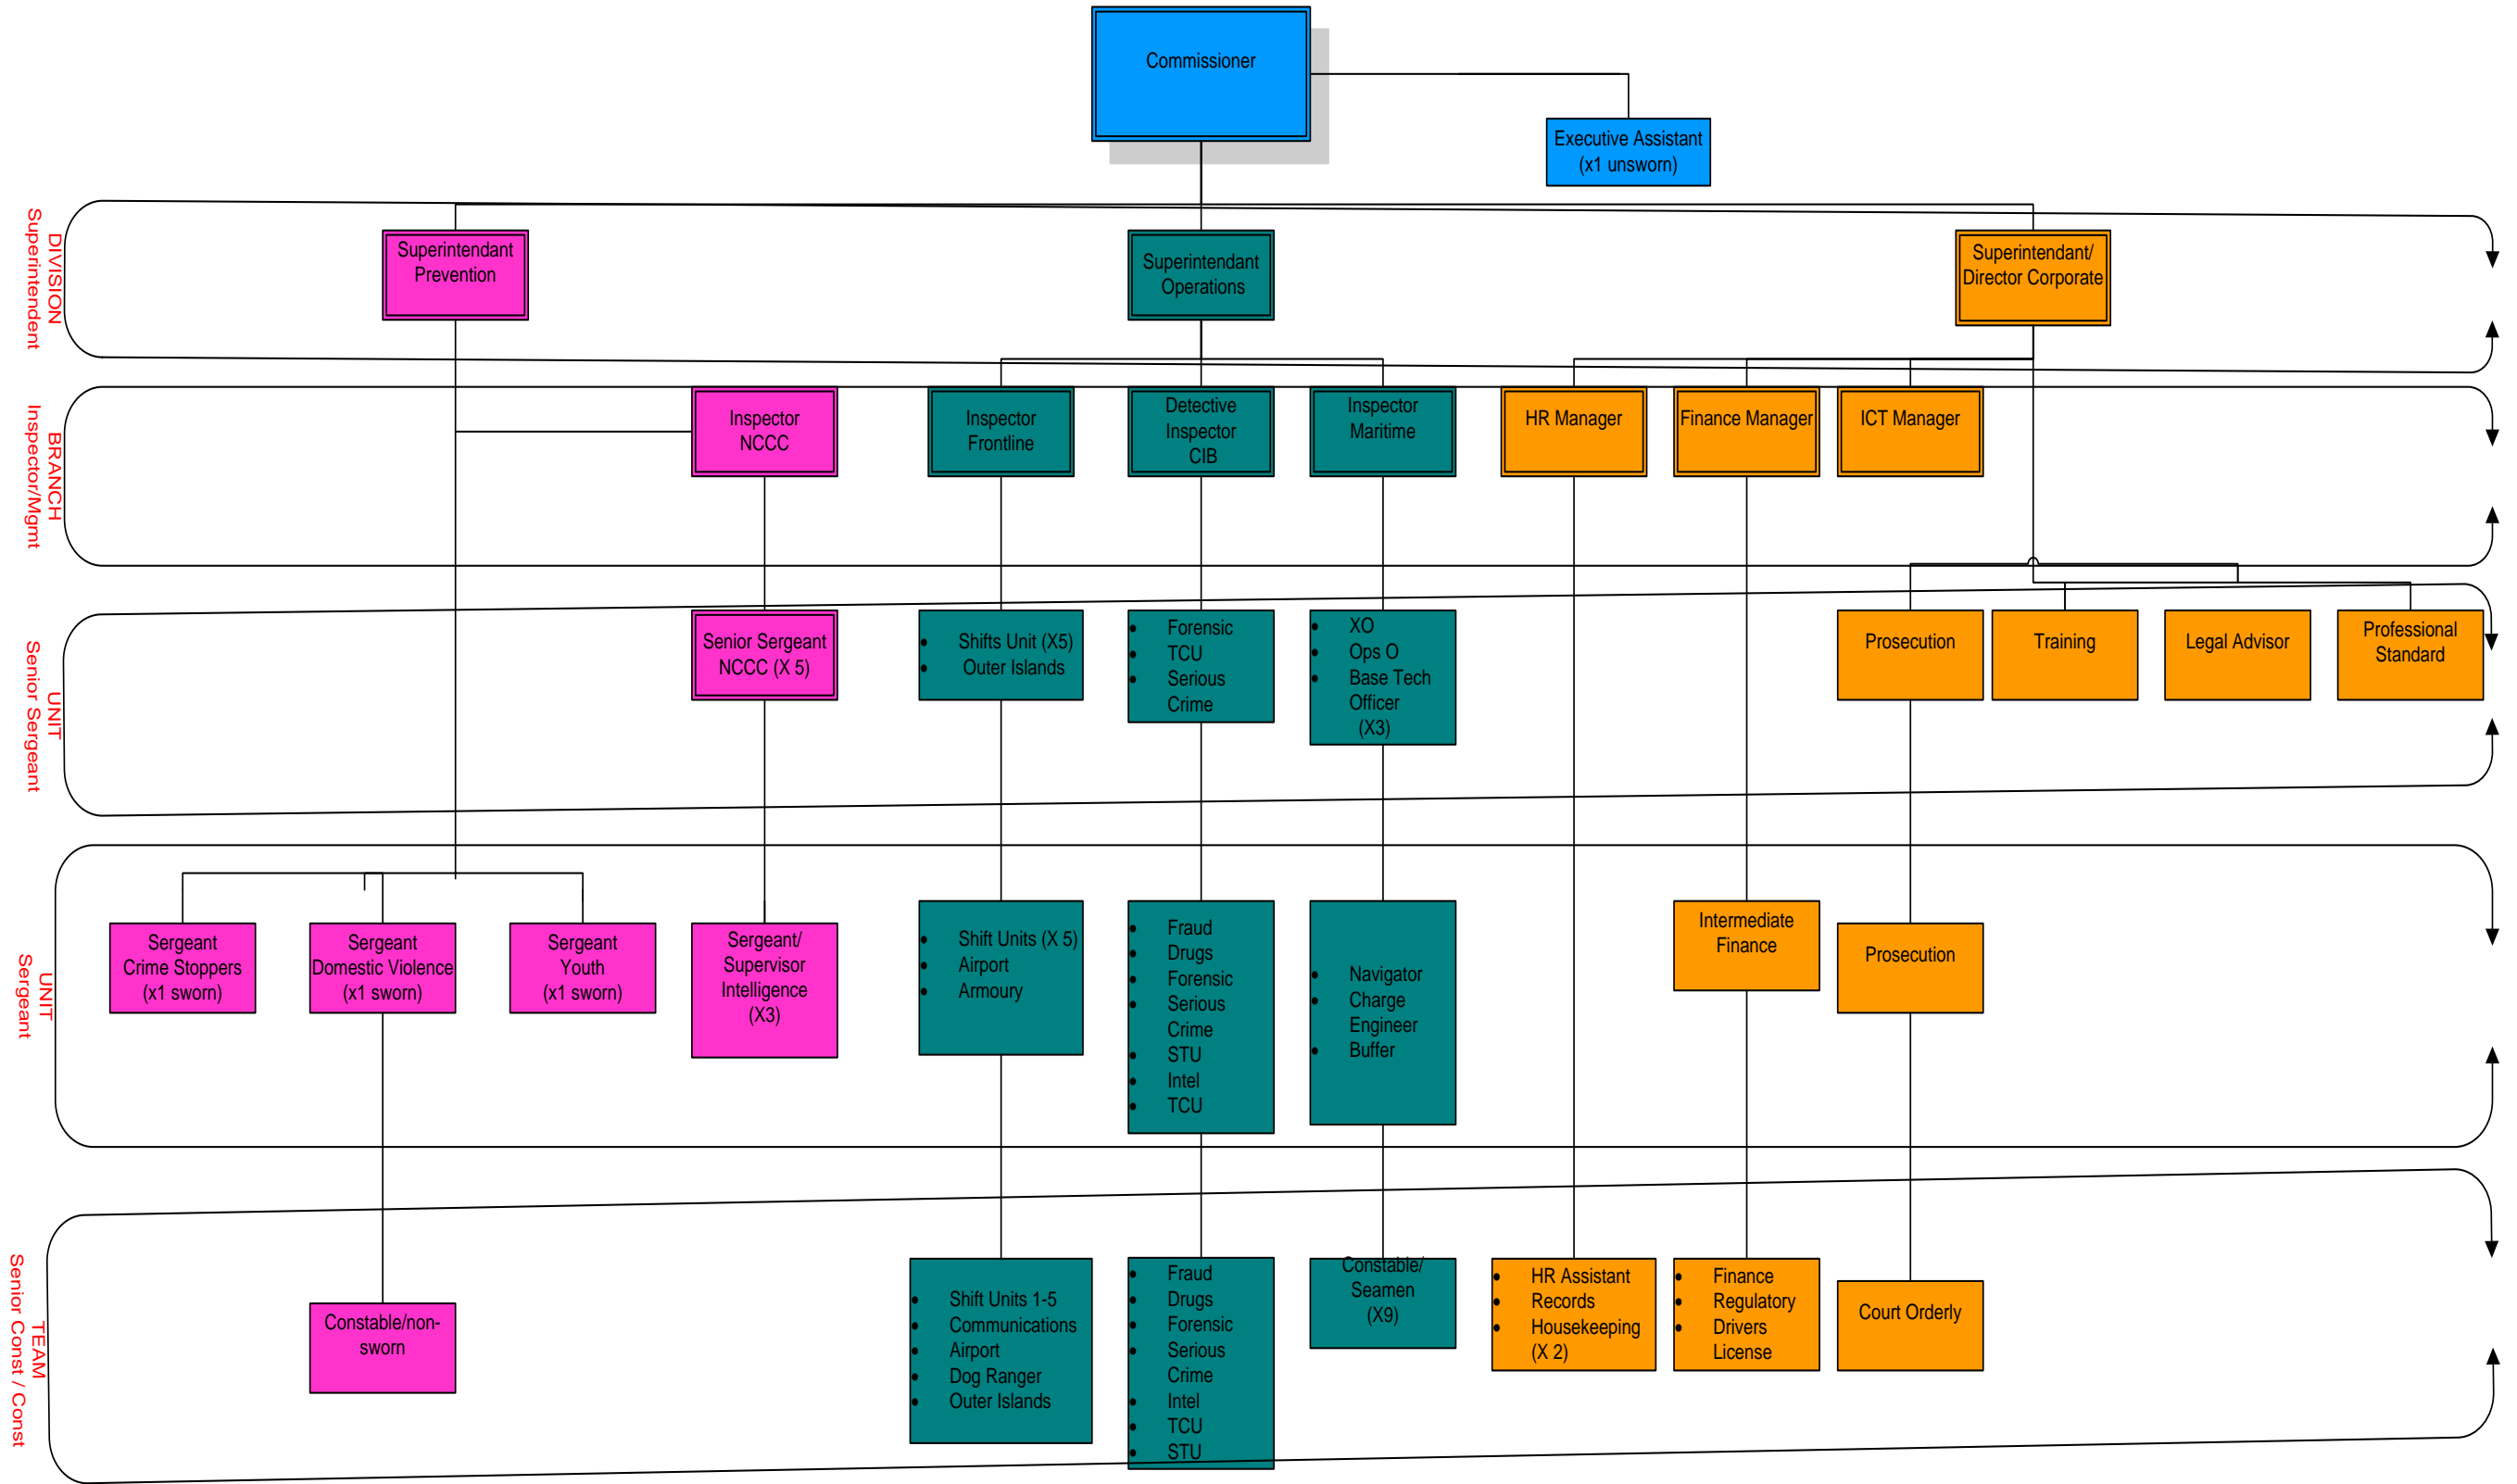 Commissioner
Executive Assistant
(x1 unsworn)
DIVISION
Superintendent
Superintendant
Prevention
Superintendant
Operations
Superintendant/
Director Corporate
BRANCH
Inspector/Mgmt
Inspector
NCCC
Inspector
Frontline
Detective
Inspector
CIB
Inspector
Maritime
HR Manager
Finance Manager
ICT Manager
UNIT
Senior Sergeant
Senior Sergeant
NCCC (X 5)
• Shifts Unit (X5)
• Outer Islands
• Forensic
• TCU
• Serious
Crime
• XO
• Ops O
• Base Tech
Officer
(X3)
Prosecution
Training
Legal Advisor
Professional
Standard
UNIT
Sergeant
Sergeant
Crime Stoppers
(x1 sworn)
Sergeant
Domestic Violence
(x1 sworn)
Sergeant
Youth
(x1 sworn)
Sergeant/
Supervisor
Intelligence
(X3)
• Shift Units (X 5)
• Airport
• Armoury
• Fraud
• Drugs
• Forensic
• Serious
Crime
• STU
• Intel
• TCU
• Navigator
• Charge
Engineer
• Buffer
Intermediate
Finance
Prosecution
TEAM
Senior Const / Const
Constable/non-
sworn
• Shift Units 1-5
• Communications
• Airport
• Dog Ranger
• Outer Islands
• Fraud
• Drugs
• Forensic
• Serious
Crime
• Intel
• TCU
• STU
Constable/
Seamen
(X9)
• HR Assistant
• Records
• Housekeeping
(X 2)
• Finance
• Regulatory
• Drivers
License
Court Orderly